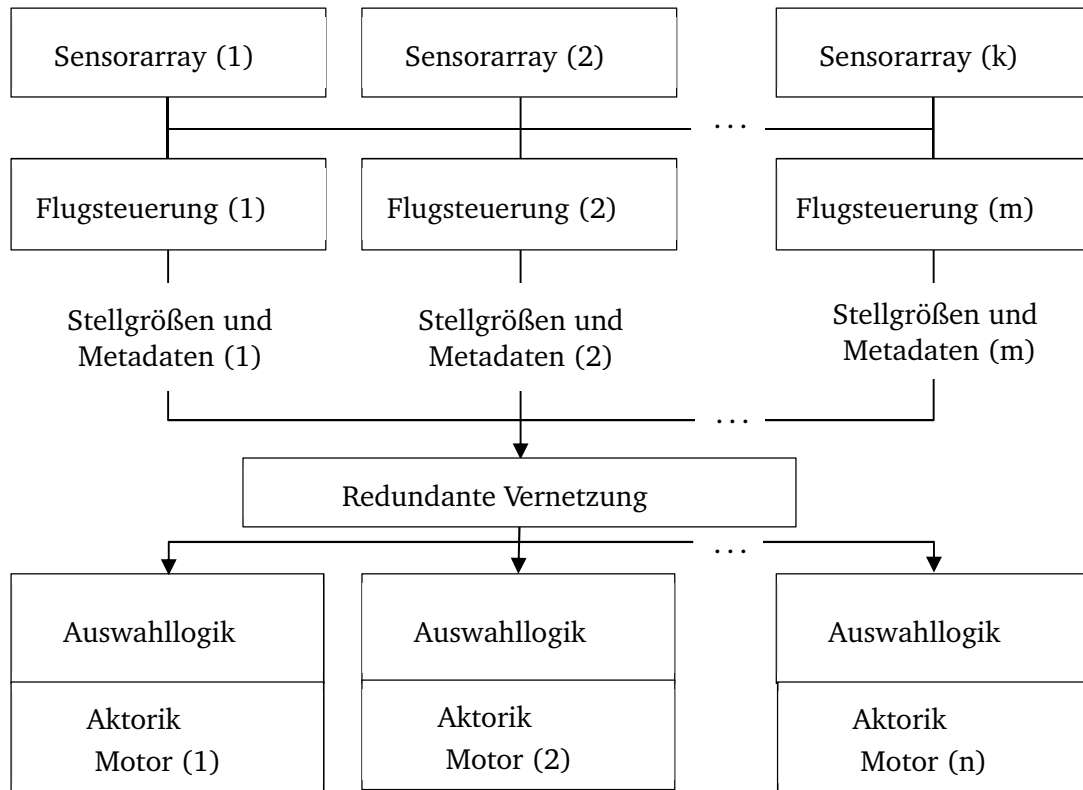 Sensorarray (1)
Sensorarray (2)
Sensorarray (k)
...
Flugsteuerung (1)
Flugsteuerung (2)
Flugsteuerung (m)
Stellgrößen und
Metadaten (1)
Stellgrößen und
Metadaten (2)
Stellgrößen und
Metadaten (m)
...
Redundante Vernetzung
...
Auswahllogik
Auswahllogik
Auswahllogik
Aktorik
Motor (1)
Aktorik
Motor (2)
Aktorik
Motor (n)